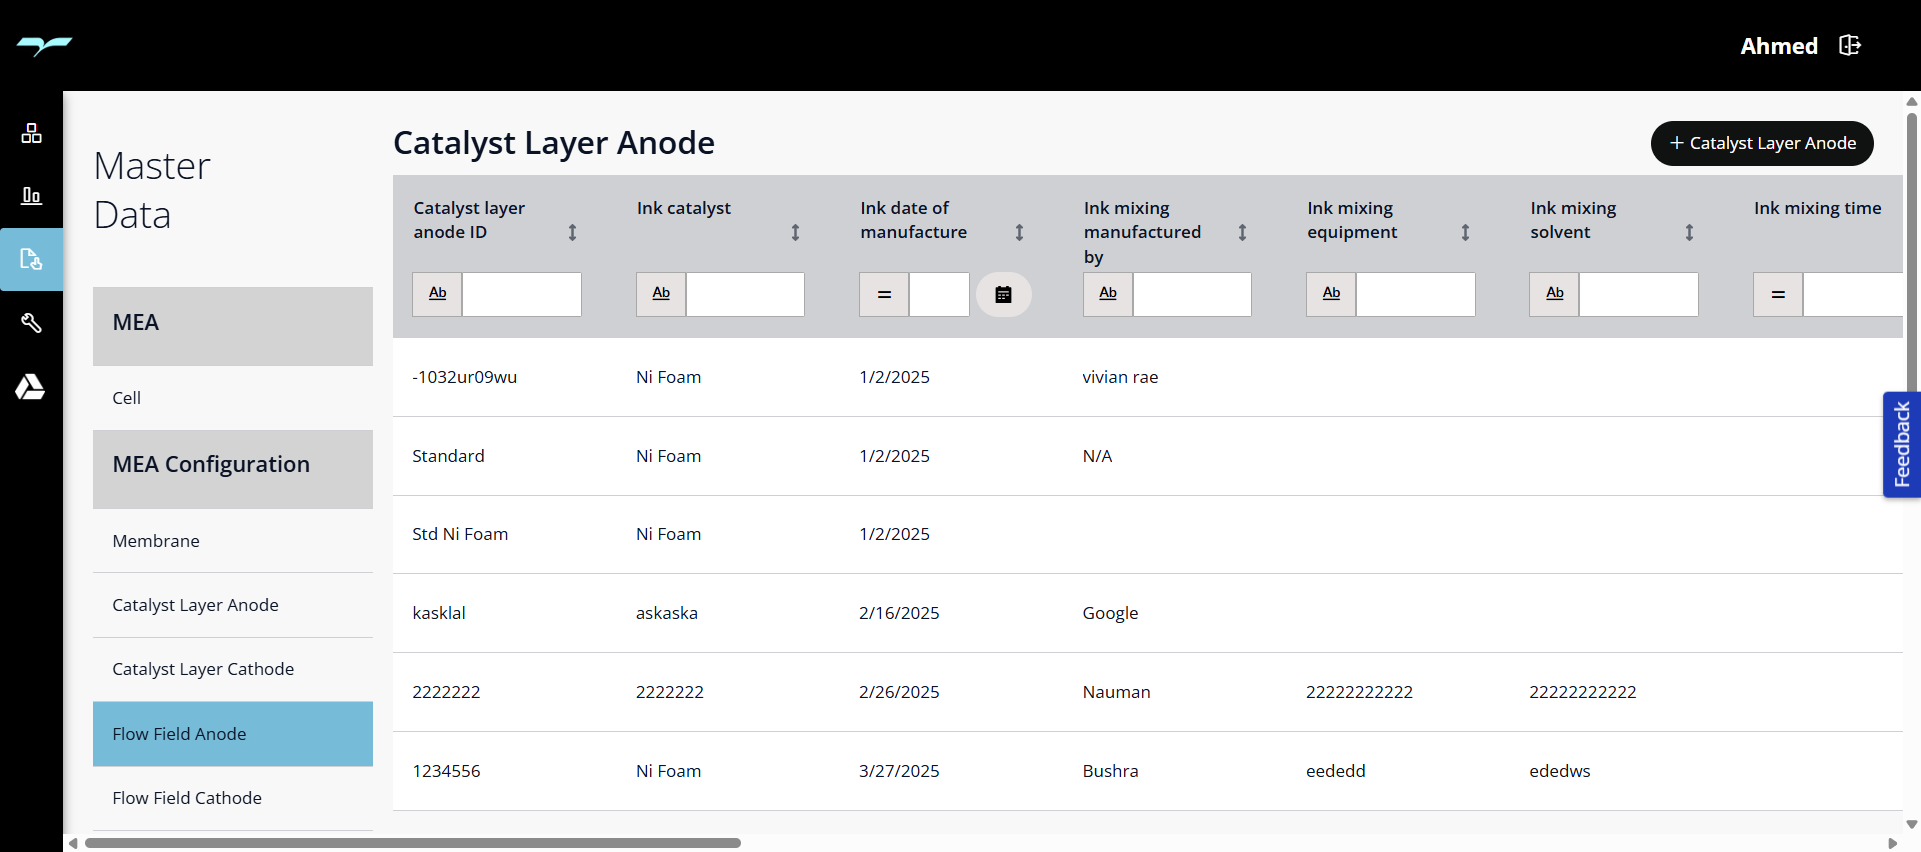 Ahmed
Master
Data
MEA
Cell
MEA Configuration
Membrane
Catalyst Layer Anode
Catalyst Layer Cathode
Flow Field Anode
Flow Field Cathode
Catalyst Layer Anode
+ Catalyst Layer Anode
Catalyst layer anode ID
Ink catalyst
Ink date of manufacture
Ink mixing manufactured by
Ink mixing equipment
Ink mixing solvent
Ink mixing time
Ab Ab = Ab Ab Ab =
-1032ur09wu Ni Foam 1/2/2025 vivian rae
Standard Ni Foam 1/2/2025 N/A
Std Ni Foam Ni Foam 1/2/2025
kasklal askaska 2/16/2025 Google
2222222 2222222 2/26/2025 Nauman 22222222222 22222222222
1234556 Ni Foam 3/27/2025 Bushra eededd ededws
Feedback